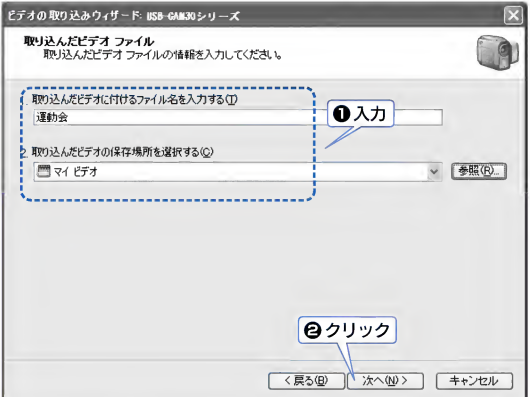 ビデオの取り込みウィザード: USB-CAM30シリーズ
取り込んだビデオ ファイル
取り込んだビデオ ファイルの情報を入力してください。
1. 取り込んだビデオに付けるファイル名を入力する(T)
運動会
❶入力
2. 取り込んだビデオの保存場所を選択する(C)
マイ ビデオ
参照(R)...
❷クリック
< 戻る(B)
次へ(N) >
キャンセル